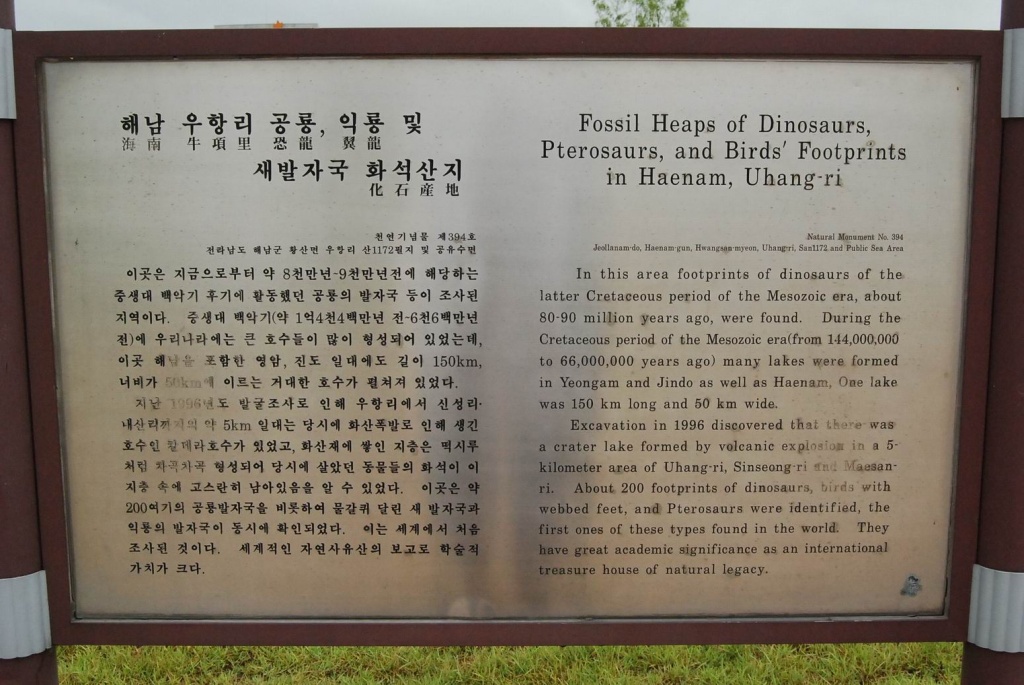 해남 우항리 공룡, 익룡 및
海南 牛項里 恐龍 翼龍
새발자국 화석산지
化石産地
천연기념물 제394호
전라남도 해남군 황산면 우항리 산1172필지 및 공유수면
이곳은 지금으로부터 약 8천만년-9천만년전에 해당하는
중생대 백악기 후기에 활동했던 공룡의 발자국 등이 조사된
지역이다. 중생대 백악기(약 1억4천4백만년 전-6천6백만년
전)에 우리나라에는 큰 호수들이 많이 형성되어 있었는데,
이곳 해남을 포함한 영암, 진도 일대에도 길이 150km,
너비가 50km에 이르는 거대한 호수가 펼쳐져 있었다.
지난 1996년도 발굴조사로 인해 우항리에서 신성리·
내산리까지의 약 5km 일대는 당시에 화산폭발로 인해 생긴
호수인 칼데라호수가 있었고, 화산재에 쌓인 지층은 떡시루
처럼 차곡차곡 형성되어 당시에 살았던 동물들의 화석이 이
지층 속에 고스란히 남아있음을 알 수 있었다. 이곳은 약
200여기의 공룡발자국을 비롯하여 물갈퀴 달린 새 발자국과
익룡의 발자국이 동시에 확인되었다. 이는 세계에서 처음
조사된 것이다. 세계적인 자연사유산의 보고로 학술적
가치가 크다.
Fossil Heaps of Dinosaurs,
Pterosaurs, and Birds' Footprints
in Haenam, Uhang-ri
Natural Monument No. 394
Jeollanam-do, Haenam-gun, Hwangsan-myeon, Uhang-ri, San1172 and Public Sea Area
In this area footprints of dinosaurs of the
latter Cretaceous period of the Mesozoic era, about
80-90 million years ago, were found. During the
Cretaceous period of the Mesozoic era(from 144,000,000
to 66,000,000 years ago) many lakes were formed
in Yeongam and Jindo as well as Haenam, One lake
was 150 km long and 50 km wide.
Excavation in 1996 discovered that there was
a crater lake formed by volcanic explosion in a 5-
kilometer area of Uhang-ri, Sinseong-ri and Maesan-
ri. About 200 footprints of dinosaurs, birds with
webbed feet, and Pterosaurs were identified, the
first ones of these types found in the world. They
have great academic significance as an international
treasure house of natural legacy.